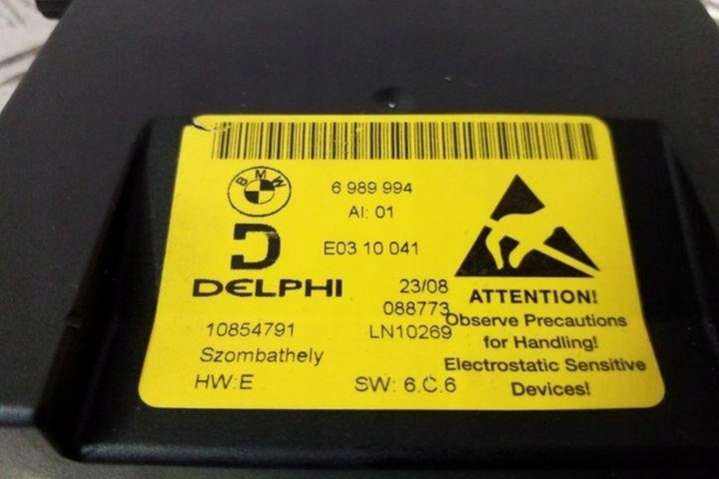 BMW
6 989 994
AI: 01
E03 10 041
DELPHI
23/08
088773
10854791
LN10269
Szombathely
HW:E
SW: 6.C.6
ATTENTION!
Observe Precautions
for Handling!
Electrostatic Sensitive
Devices!